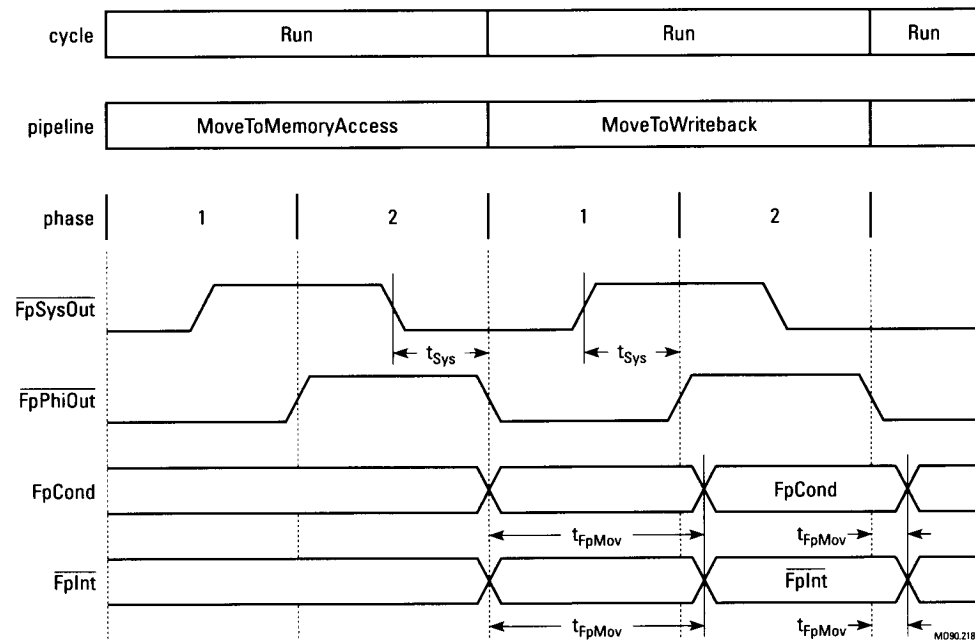 cycle Run Run Run
pipeline MoveToMemoryAccess MoveToWriteback
phase 1 2 1 2
FpSysOut
tSys tSys
FpPhiOut
FpCond FpCond
tFpMov tFpMov
FpInt FpInt
tFpMov tFpMov
MD90.218